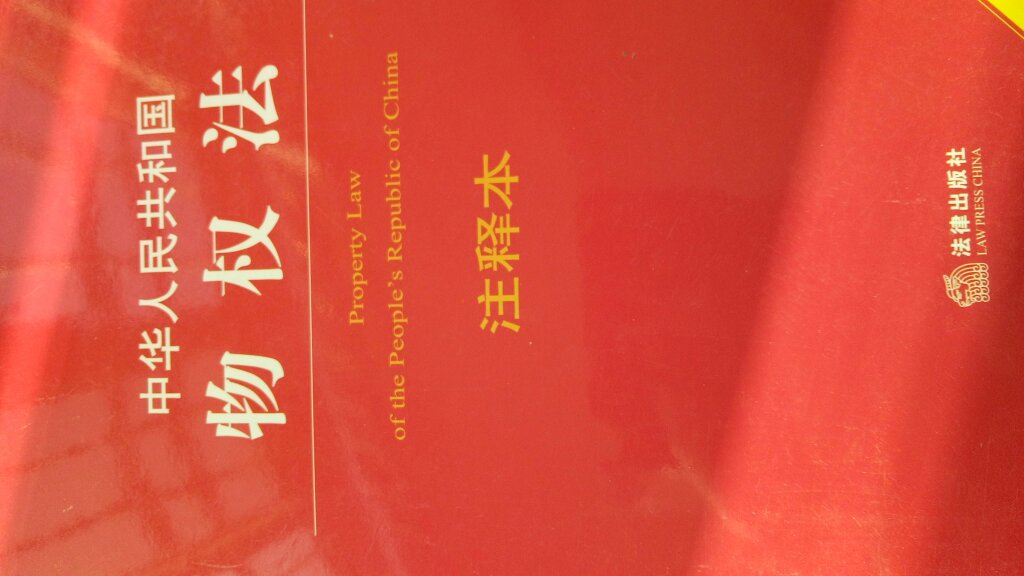 中华人民共和国
物权法
Property Law
of the People's Republic of China
注释本
法律出版社
LAW PRESS CHINA